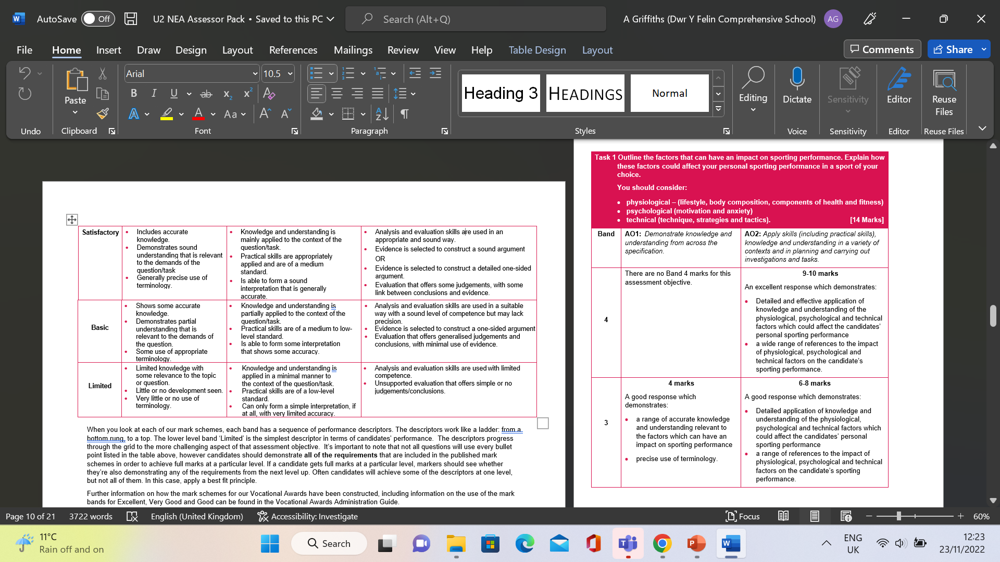 AutoSave Off U2 NEA Assessor Pack • Saved to this PC Search (Alt+Q) A Griffiths (Dwr Y Felin Comprehensive School) AG
File Home Insert Draw Design Layout References Mailings Review View Help Table Design Layout Comments Share
Paste
Arial 10.5
Heading 3 HEADINGS Normal
Editing Dictate Sensitivity Editor Reuse Files
Undo Clipboard Font Paragraph Styles Voice Sensitivity Editor Reuse Files
Satisfactory
Includes accurate
knowledge.
Demonstrates sound
understanding that is relevant
to the demands of the
question/task
Generally precise use of
terminology.
Knowledge and understanding is
mainly applied to the context of the
question/task.
Practical skills are appropriately
applied and are of a medium
standard.
Is able to form a sound
interpretation that is generally
accurate.
Analysis and evaluation skills are used in an
appropriate and sound way.
Evidence is selected to construct a sound argument
OR
Evidence is selected to construct a detailed one-sided
argument.
Evaluation that offers some judgements, with some
link between conclusions and evidence.
Basic
Shows some accurate
knowledge.
Demonstrates partial
understanding that is
relevant to the demands of
the question.
Some use of appropriate
terminology.
Knowledge and understanding is
partially applied to the context of the
question/task.
Practical skills are of a medium to low-
level standard.
Is able to form some interpretation
that shows some accuracy.
Analysis and evaluation skills are used in a suitable
way with a sound level of competence but may lack
precision.
Evidence is selected to construct a one-sided argument
Evaluation that offers generalised judgements and
conclusions, with minimal use of evidence.
Limited
Limited knowledge with
some relevance to the topic
or question.
Little or no development seen.
Very little or no use of
terminology.
Knowledge and understanding is
applied in a minimal manner to
the context of the question/task.
Practical skills are of a low-level
standard.
Can only form a simple interpretation, if
at all, with very limited accuracy.
Analysis and evaluation skills are used with limited
competence.
Unsupported evaluation that offers simple or no
judgements/conclusions.
When you look at each of our mark schemes, each band has a sequence of performance descriptors. The descriptors work like a ladder: from a
bottom rung, to a top. The lower level band ‘Limited’ is the simplest descriptor in terms of candidates’ performance. The descriptors progress
through the grid to the more challenging aspect of that assessment objective. It’s important to note that not all questions will use every bullet
point listed in the table above, however candidates should demonstrate all of the requirements that are included in the published mark
schemes in order to achieve full marks at a particular level. If a candidate gets full marks at a particular level, markers should see whether
they’re also demonstrating any of the requirements from the next level up. Often candidates will achieve some of the descriptors at one level,
but not all of them. In this case, apply a best fit principle.
Further information on how the mark schemes for our Vocational Awards have been constructed, including information on the use of the mark
bands for Excellent, Very Good and Good can be found in the Vocational Awards Administration Guide.
Task 1 Outline the factors that can have an impact on sporting performance. Explain how
these factors could affect your personal sporting performance in a sport of your
choice.
You should consider:
• physiological – (lifestyle, body composition, components of health and fitness)
• psychological (motivation and anxiety)
• technical (technique, strategies and tactics). [14 Marks]
Band
AO1: Demonstrate knowledge and
understanding from across the
specification.
AO2: Apply skills (including practical skills),
knowledge and understanding in a variety of
contexts and in planning and carrying out
investigations and tasks.
4
There are no Band 4 marks for this
assessment objective.
9-10 marks
An excellent response which demonstrates:
Detailed and effective application of
knowledge and understanding of the
physiological, psychological and technical
factors which could affect the candidates’
personal sporting performance
a wide range of references to the impact
of physiological, psychological and
technical factors on the candidate’s
sporting performance.
3
4 marks
A good response which
demonstrates:
a range of accurate knowledge
and understanding relevant to
the factors which can have an
impact on sporting performance
precise use of terminology.
6-8 marks
A good response which demonstrates:
Detailed application of knowledge and
understanding of the physiological,
psychological and technical factors which
could affect the candidates’ personal
sporting performance
a range of references to the impact of
physiological, psychological and technical
factors on the candidate’s sporting
performance.
Page 10 of 21 3722 words English (United Kingdom) Accessibility: Investigate Focus 60%
11°C
Rain off and on
Search
ENG
UK
12:23
23/11/2022